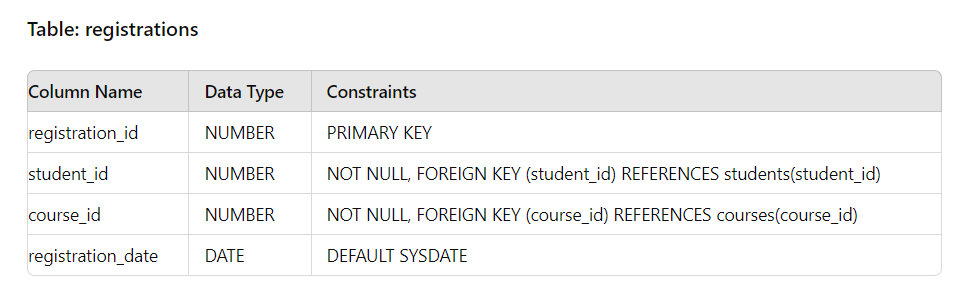 Table: registrations
Column Name Data Type Constraints
registration_id NUMBER PRIMARY KEY
student_id NUMBER NOT NULL, FOREIGN KEY (student_id) REFERENCES students(student_id)
course_id NUMBER NOT NULL, FOREIGN KEY (course_id) REFERENCES courses(course_id)
registration_date DATE DEFAULT SYSDATE